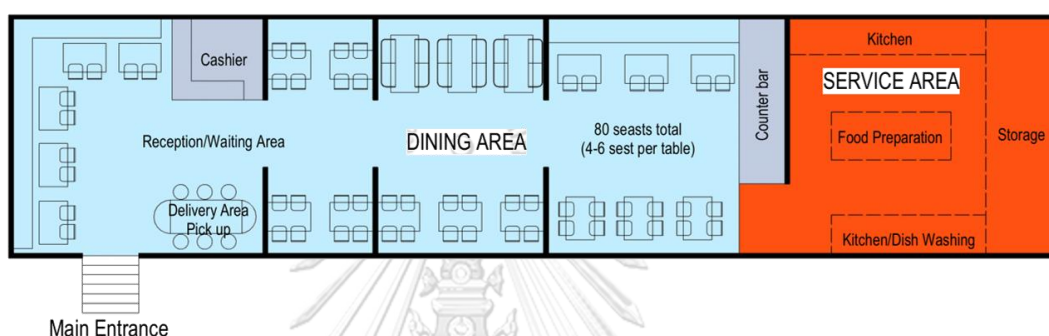 Cashier
Reception/Waiting Area
Delivery Area
Pick up
Main Entrance
DINING AREA
80 seasts total
(4-6 sest per table)
Counter bar
Kitchen
SERVICE AREA
Food Preparation
Storage
Kitchen/Dish Washing